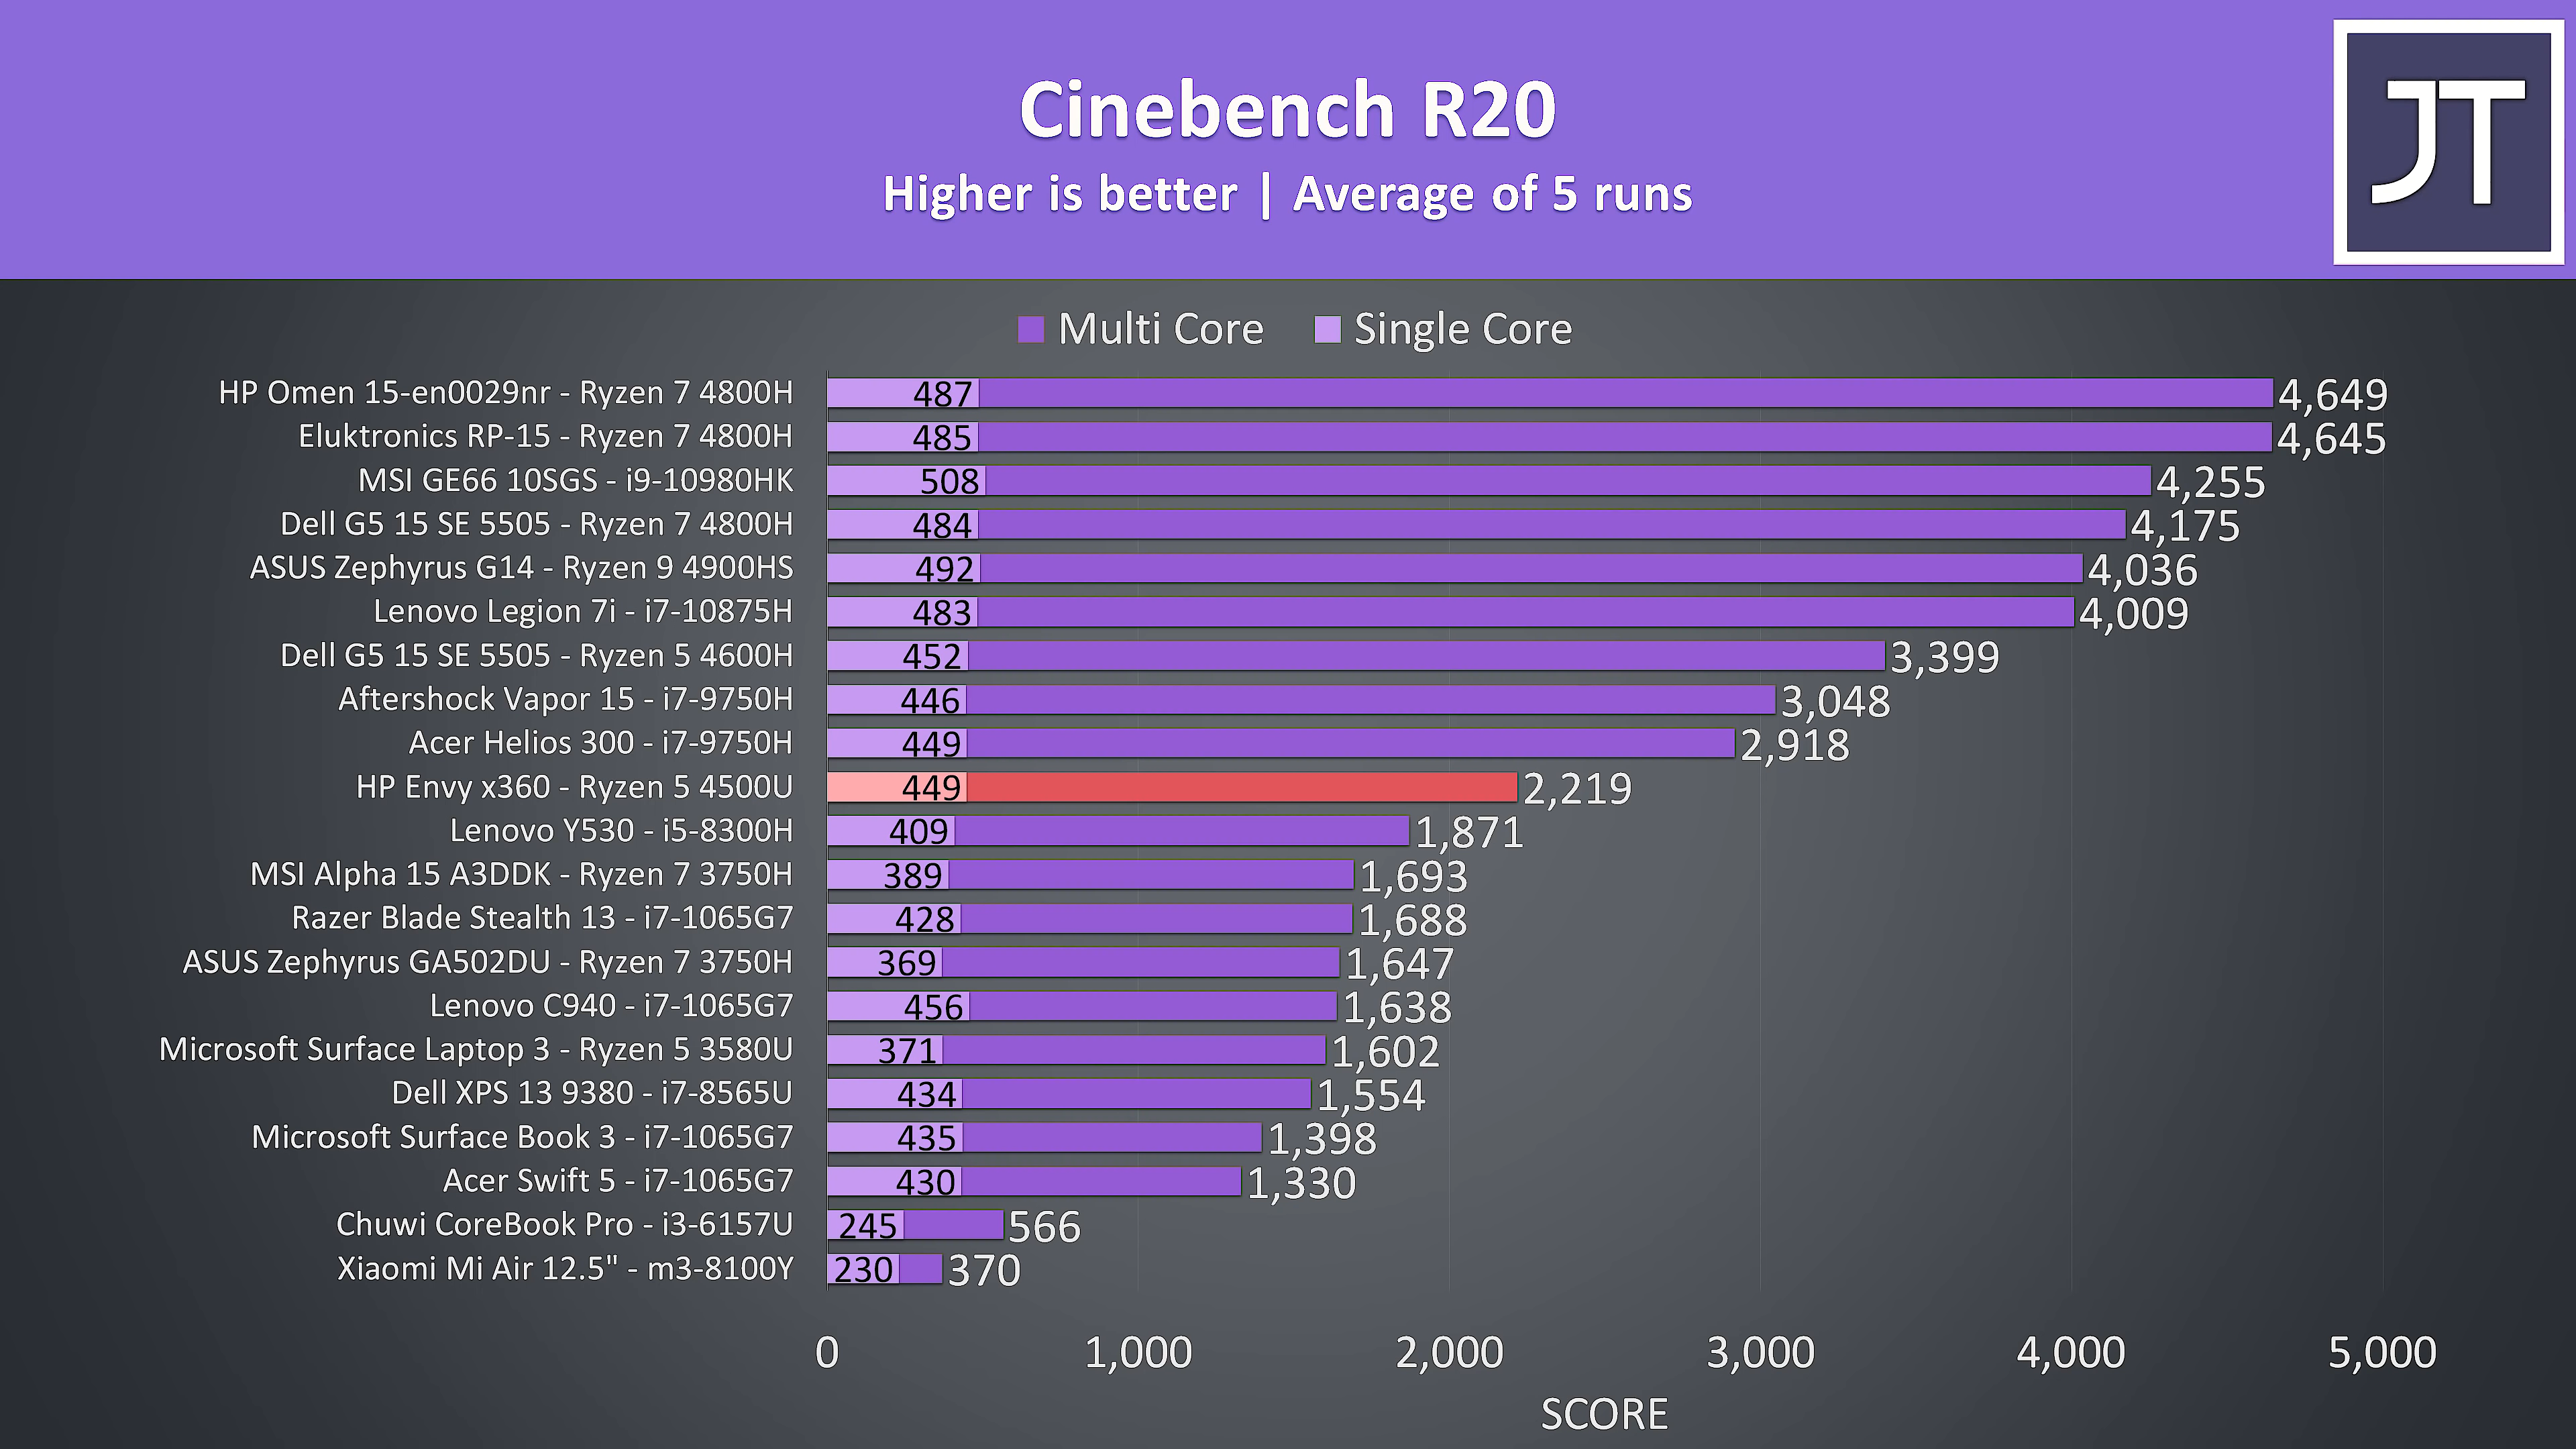 Cinebench R20
Higher is better | Average of 5 runs
JT
Multi Core Single Core
HP Omen 15-en0029nr - Ryzen 7 4800H 487 4,649
Eluktronics RP-15 - Ryzen 7 4800H 485 4,645
MSI GE66 10SGS - i9-10980HK 508 4,255
Dell G5 15 SE 5505 - Ryzen 7 4800H 484 4,175
ASUS Zephyrus G14 - Ryzen 9 4900HS 492 4,036
Lenovo Legion 7i - i7-10875H 483 4,009
Dell G5 15 SE 5505 - Ryzen 5 4600H 452 3,399
Aftershock Vapor 15 - i7-9750H 446 3,048
Acer Helios 300 - i7-9750H 449 2,918
HP Envy x360 - Ryzen 5 4500U 449 2,219
Lenovo Y530 - i5-8300H 409 1,871
MSI Alpha 15 A3DDK - Ryzen 7 3750H 389 1,693
Razer Blade Stealth 13 - i7-1065G7 428 1,688
ASUS Zephyrus GA502DU - Ryzen 7 3750H 369 1,647
Lenovo C940 - i7-1065G7 456 1,638
Microsoft Surface Laptop 3 - Ryzen 5 3580U 371 1,602
Dell XPS 13 9380 - i7-8565U 434 1,554
Microsoft Surface Book 3 - i7-1065G7 435 1,398
Acer Swift 5 - i7-1065G7 430 1,330
Chuwi CoreBook Pro - i3-6157U 245 566
Xiaomi Mi Air 12.5" - m3-8100Y 230 370
0 1,000 2,000 3,000 4,000 5,000
SCORE